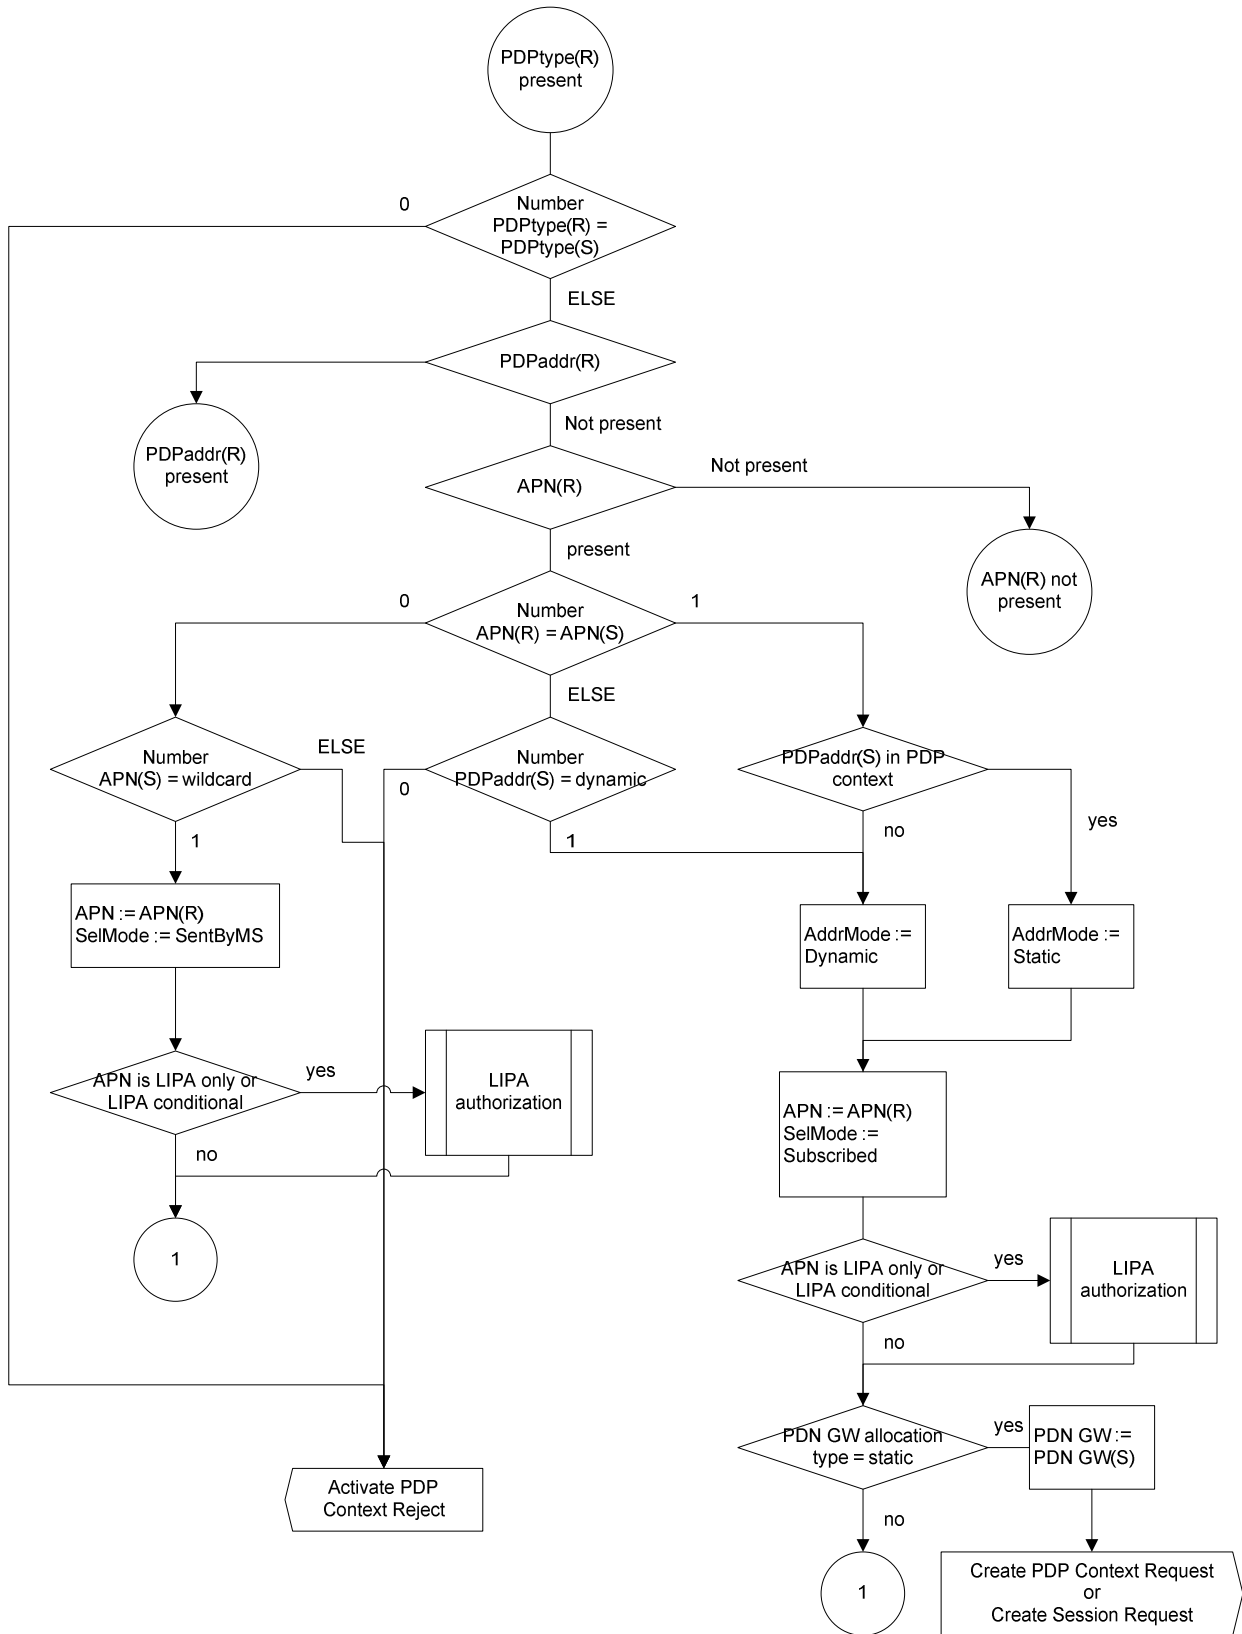 PDPtype(R)
present
0
Number
PDPtype(R) =
PDPtype(S)
ELSE
PDPaddr(R)
Not present
PDPaddr(R)
present
APN(R)
Not present
present
APN(R) not
present
0
Number
APN(R) = APN(S)
1
ELSE
Number
APN(S) = wildcard
ELSE
Number
PDPaddr(S) = dynamic
0
PDPaddr(S) in PDP
context
1
1
no
yes
APN := APN(R)
SelMode := SentByMS
AddrMode :=
Dynamic
AddrMode :=
Static
APN is LIPA only or
LIPA conditional
yes
LIPA
authorization
no
APN := APN(R)
SelMode :=
Subscribed
1
APN is LIPA only or
LIPA conditional
yes
LIPA
authorization
no
PDN GW allocation
type = static
yes
PDN GW :=
PDN GW(S)
Activate PDP
Context Reject
no
1
Create PDP Context Request
or
Create Session Request